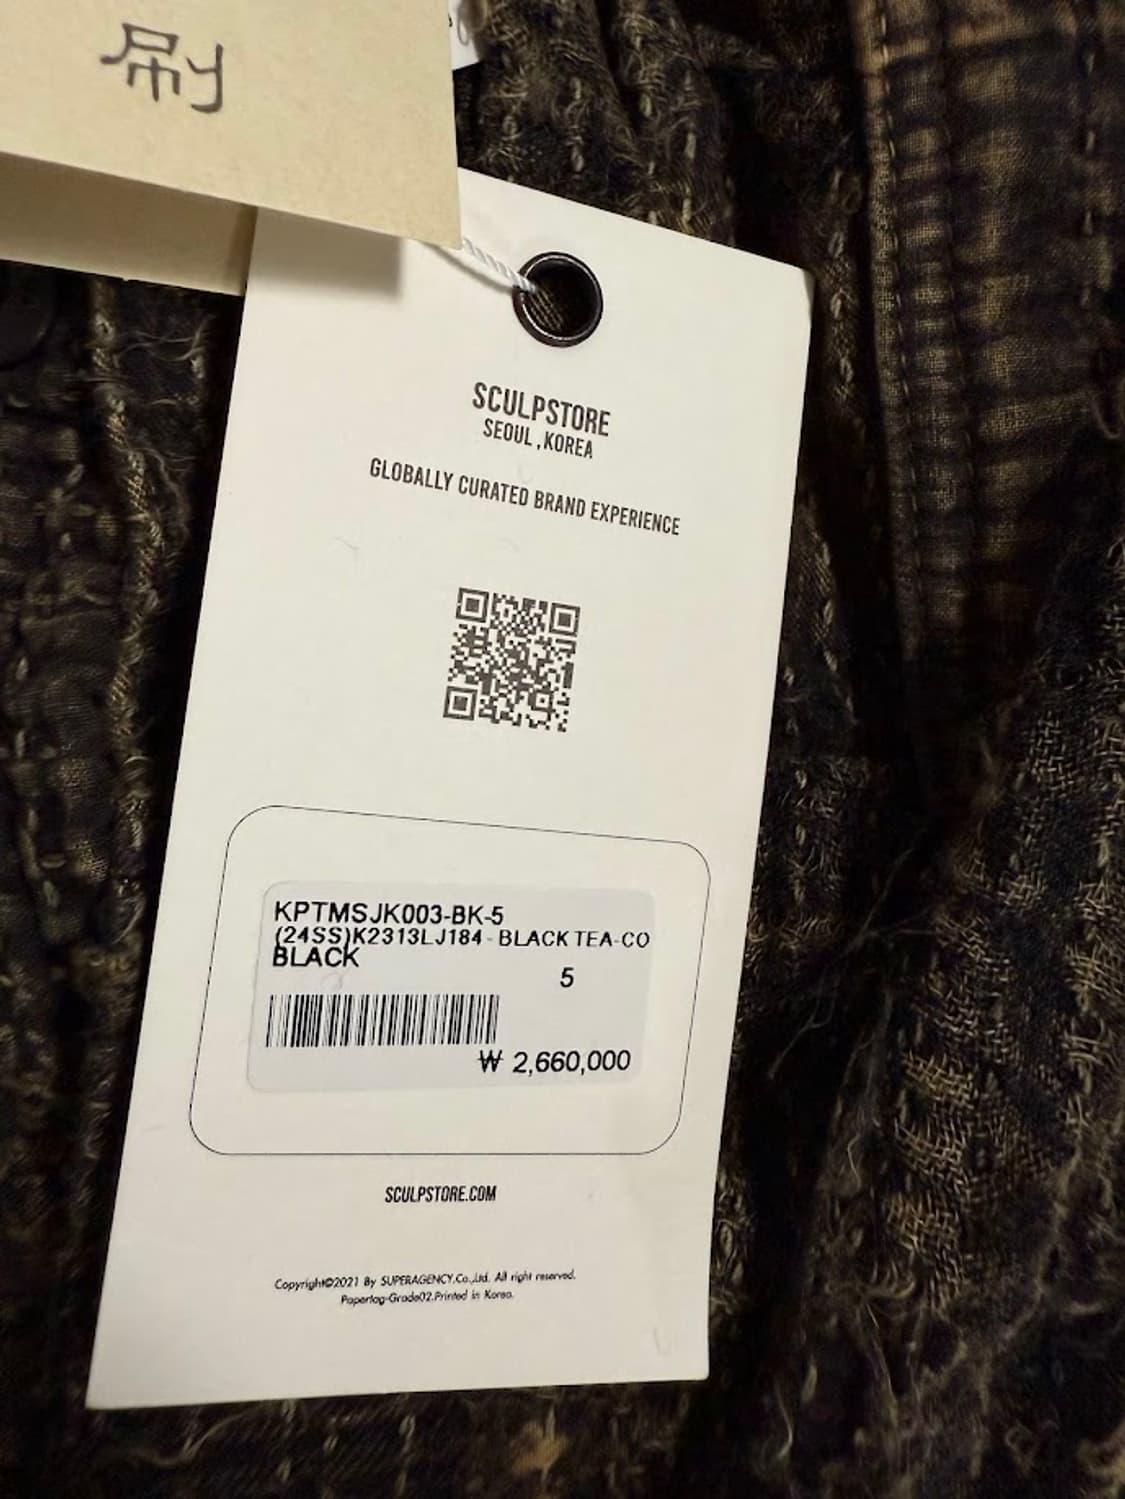 刷
SCULPSTORE
SEOUL , KOREA
GLOBALLY CURATED BRAND EXPERIENCE
KPTMSJK003-BK-5
(24SS)K2313LJ184 - BLACK TEA-CO
BLACK
5
₩ 2,660,000
SCULPSTORE.COM
Copyright©2021 By SUPERAGENCY.Co.,Ltd. All right reserved.
Papertag-Grade02.Printed in Korea.